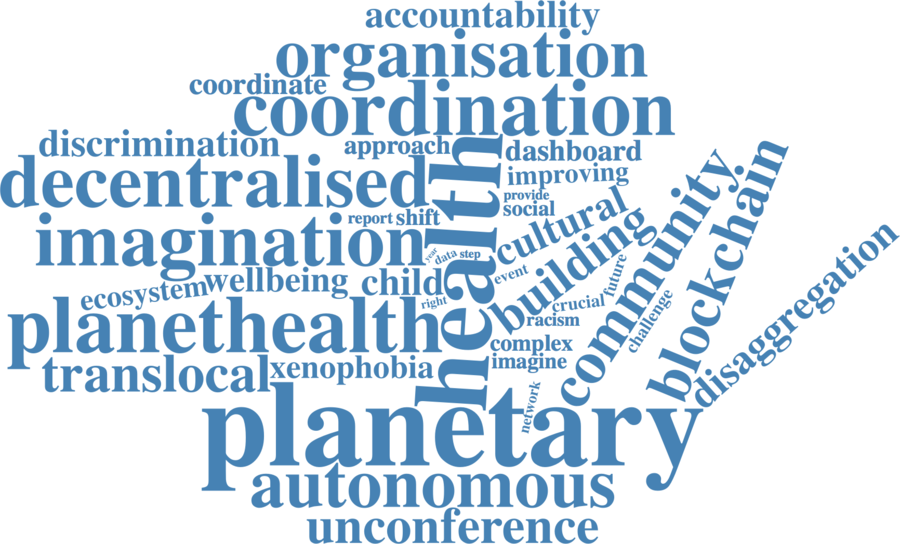 accountability
organisation
coordinate
coordination
discrimination
approach
dashboard
decentralised
health
improving
provide
social
report shift
imagination
cultural
community
blockchain
year
data step
building
event
future
ecosystem
wellbeing
child
right
crucial
racism
challenge
disaggregation
planethealth
complex
imagine
translocal
xenophobia
network
planetary
autonomous
unconference